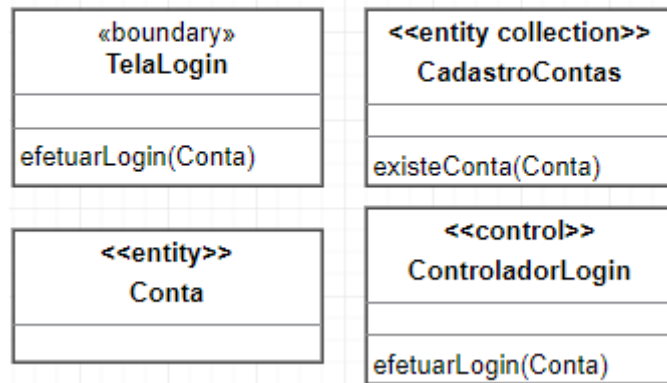 «boundary»
TelaLogin
efetuarLogin(Conta)
<<entity collection>>
CadastroContas
existeConta(Conta)
<<entity>>
Conta
<<control>>
ControladorLogin
efetuarLogin(Conta)